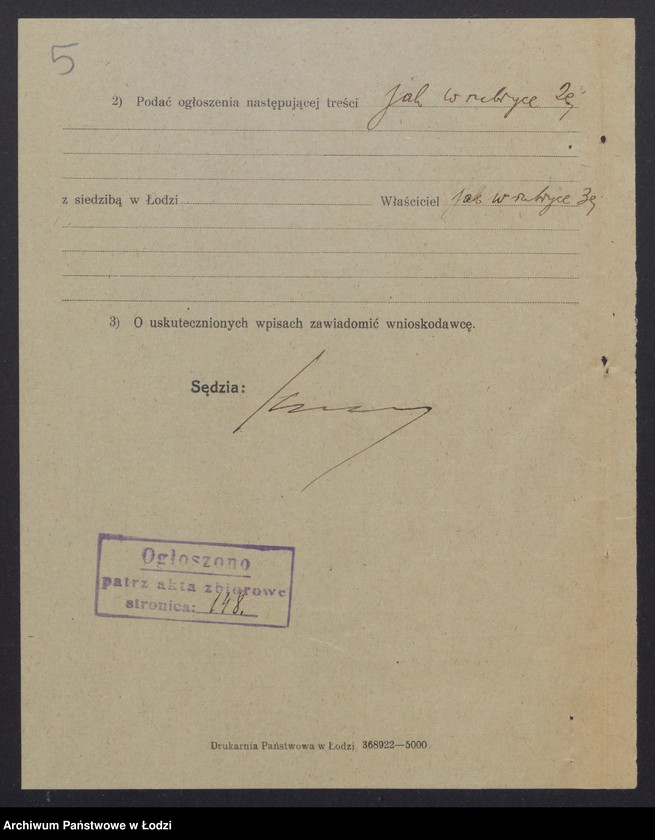 5
2) Podać ogłoszenia następującej treści jak w rubryce 2ej
z siedzibą w Łodzi Właściciel jak w rubryce 3ej
3) O uskutecznionych wpisach zawiadomić wnioskodawcę.
Sędzia:
Ogłoszono
patrz akta zbiorowe
stronica: 148.
Drukarnia Państwowa w Łodzi 368922—5000
Archiwum Państwowe w Łodzi